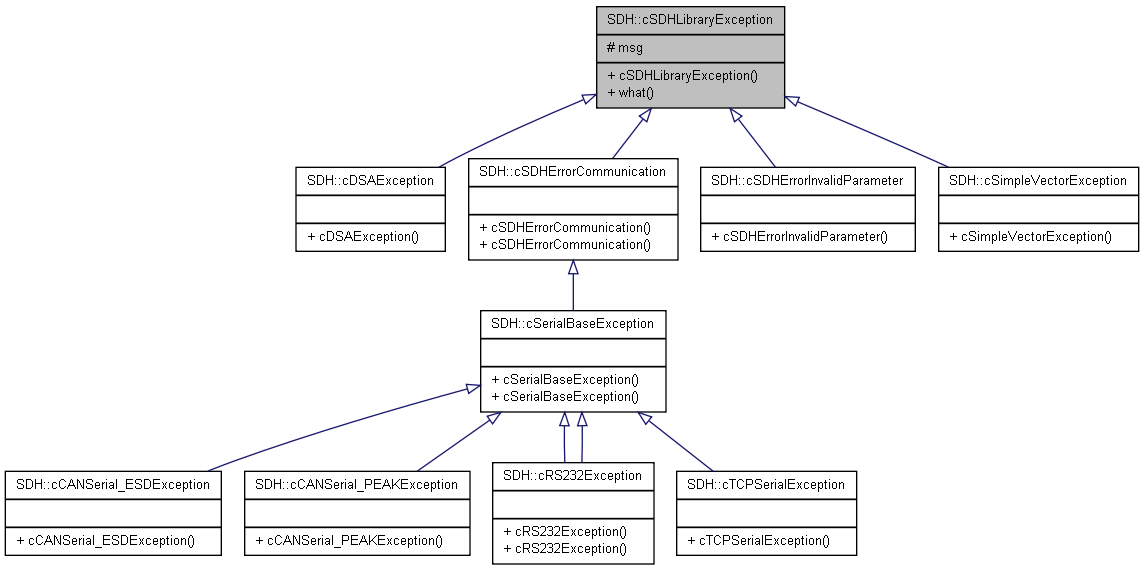 SDH::cSDHLibraryException
# msg
+ cSDHLibraryException()
+ what()
SDH::cDSAException
+ cDSAException()
SDH::cSDHErrorCommunication
+ cSDHErrorCommunication()
+ cSDHErrorCommunication()
SDH::cSDHErrorInvalidParameter
+ cSDHErrorInvalidParameter()
SDH::cSimpleVectorException
+ cSimpleVectorException()
SDH::cSerialBaseException
+ cSerialBaseException()
+ cSerialBaseException()
SDH::cCANSerial_ESDException
+ cCANSerial_ESDException()
SDH::cCANSerial_PEAKException
+ cCANSerial_PEAKException()
SDH::cRS232Exception
+ cRS232Exception()
+ cRS232Exception()
SDH::cTCPSerialException
+ cTCPSerialException()